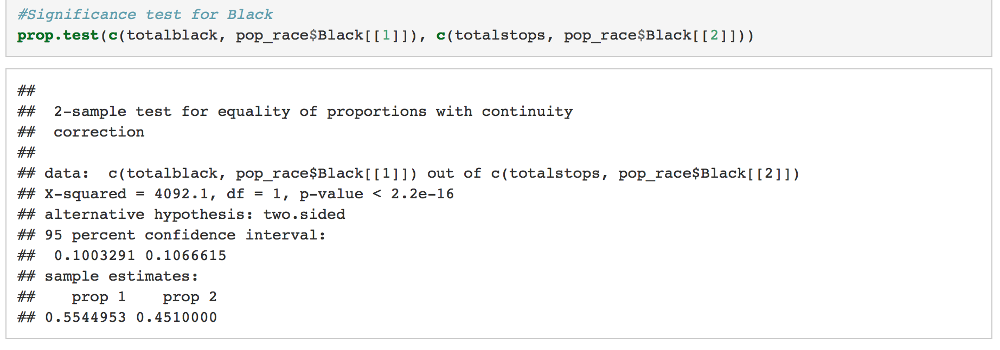 #Significance test for Black
prop.test(c(totalblack, pop_race$Black[[1]]), c(totalstops, pop_race$Black[[2]]))
##
##  2-sample test for equality of proportions with continuity
##  correction
##
## data:  c(totalblack, pop_race$Black[[1]]) out of c(totalstops, pop_race$Black[[2]])
## X-squared = 4092.1, df = 1, p-value < 2.2e-16
## alternative hypothesis: two.sided
## 95 percent confidence interval:
##  0.1003291 0.1066615
## sample estimates:
##    prop 1    prop 2
## 0.5544953 0.4510000